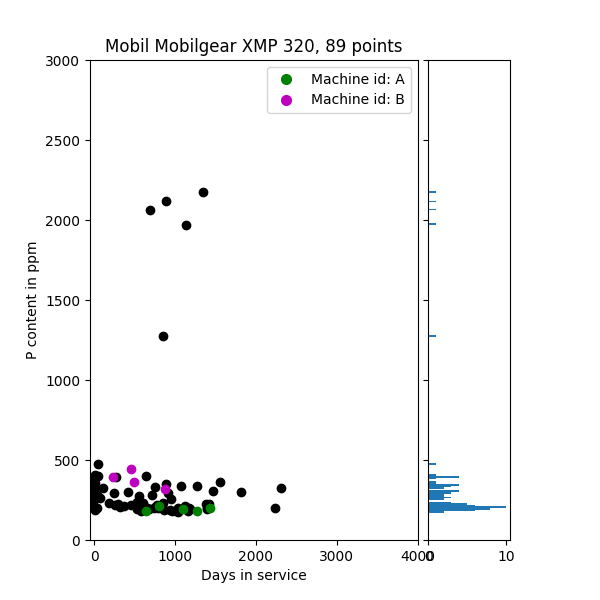 Mobil Mobilgear XMP 320, 89 points
Machine id: A
Machine id: B
3000
2500
2000
1500
1000
500
0
P content in ppm
0 1000 2000 3000 4000
0 10
Days in service